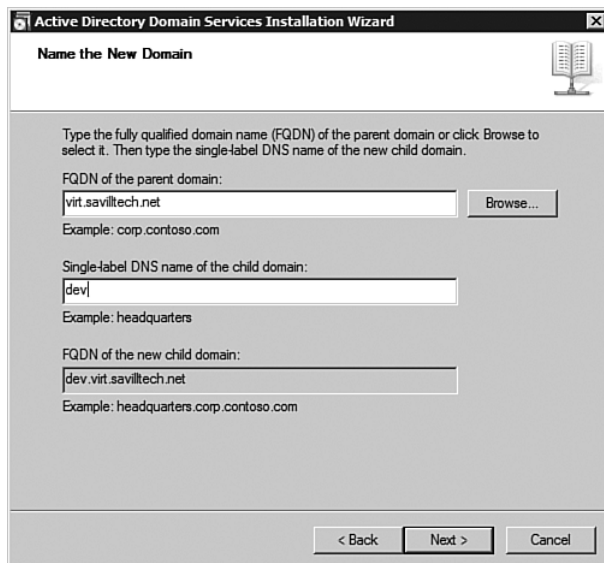 Active Directory Domain Services Installation Wizard
Name the New Domain
Type the fully qualified domain name (FQDN) of the parent domain or click Browse to
select it. Then type the single-label DNS name of the new child domain.
FQDN of the parent domain:
virt.savilltech.net
Browse...
Example: corp.contoso.com
Single-label DNS name of the child domain:
dev
Example: headquarters
FQDN of the new child domain:
dev.virt.savilltech.net
Example: headquarters.corp.contoso.com
< Back Next > Cancel